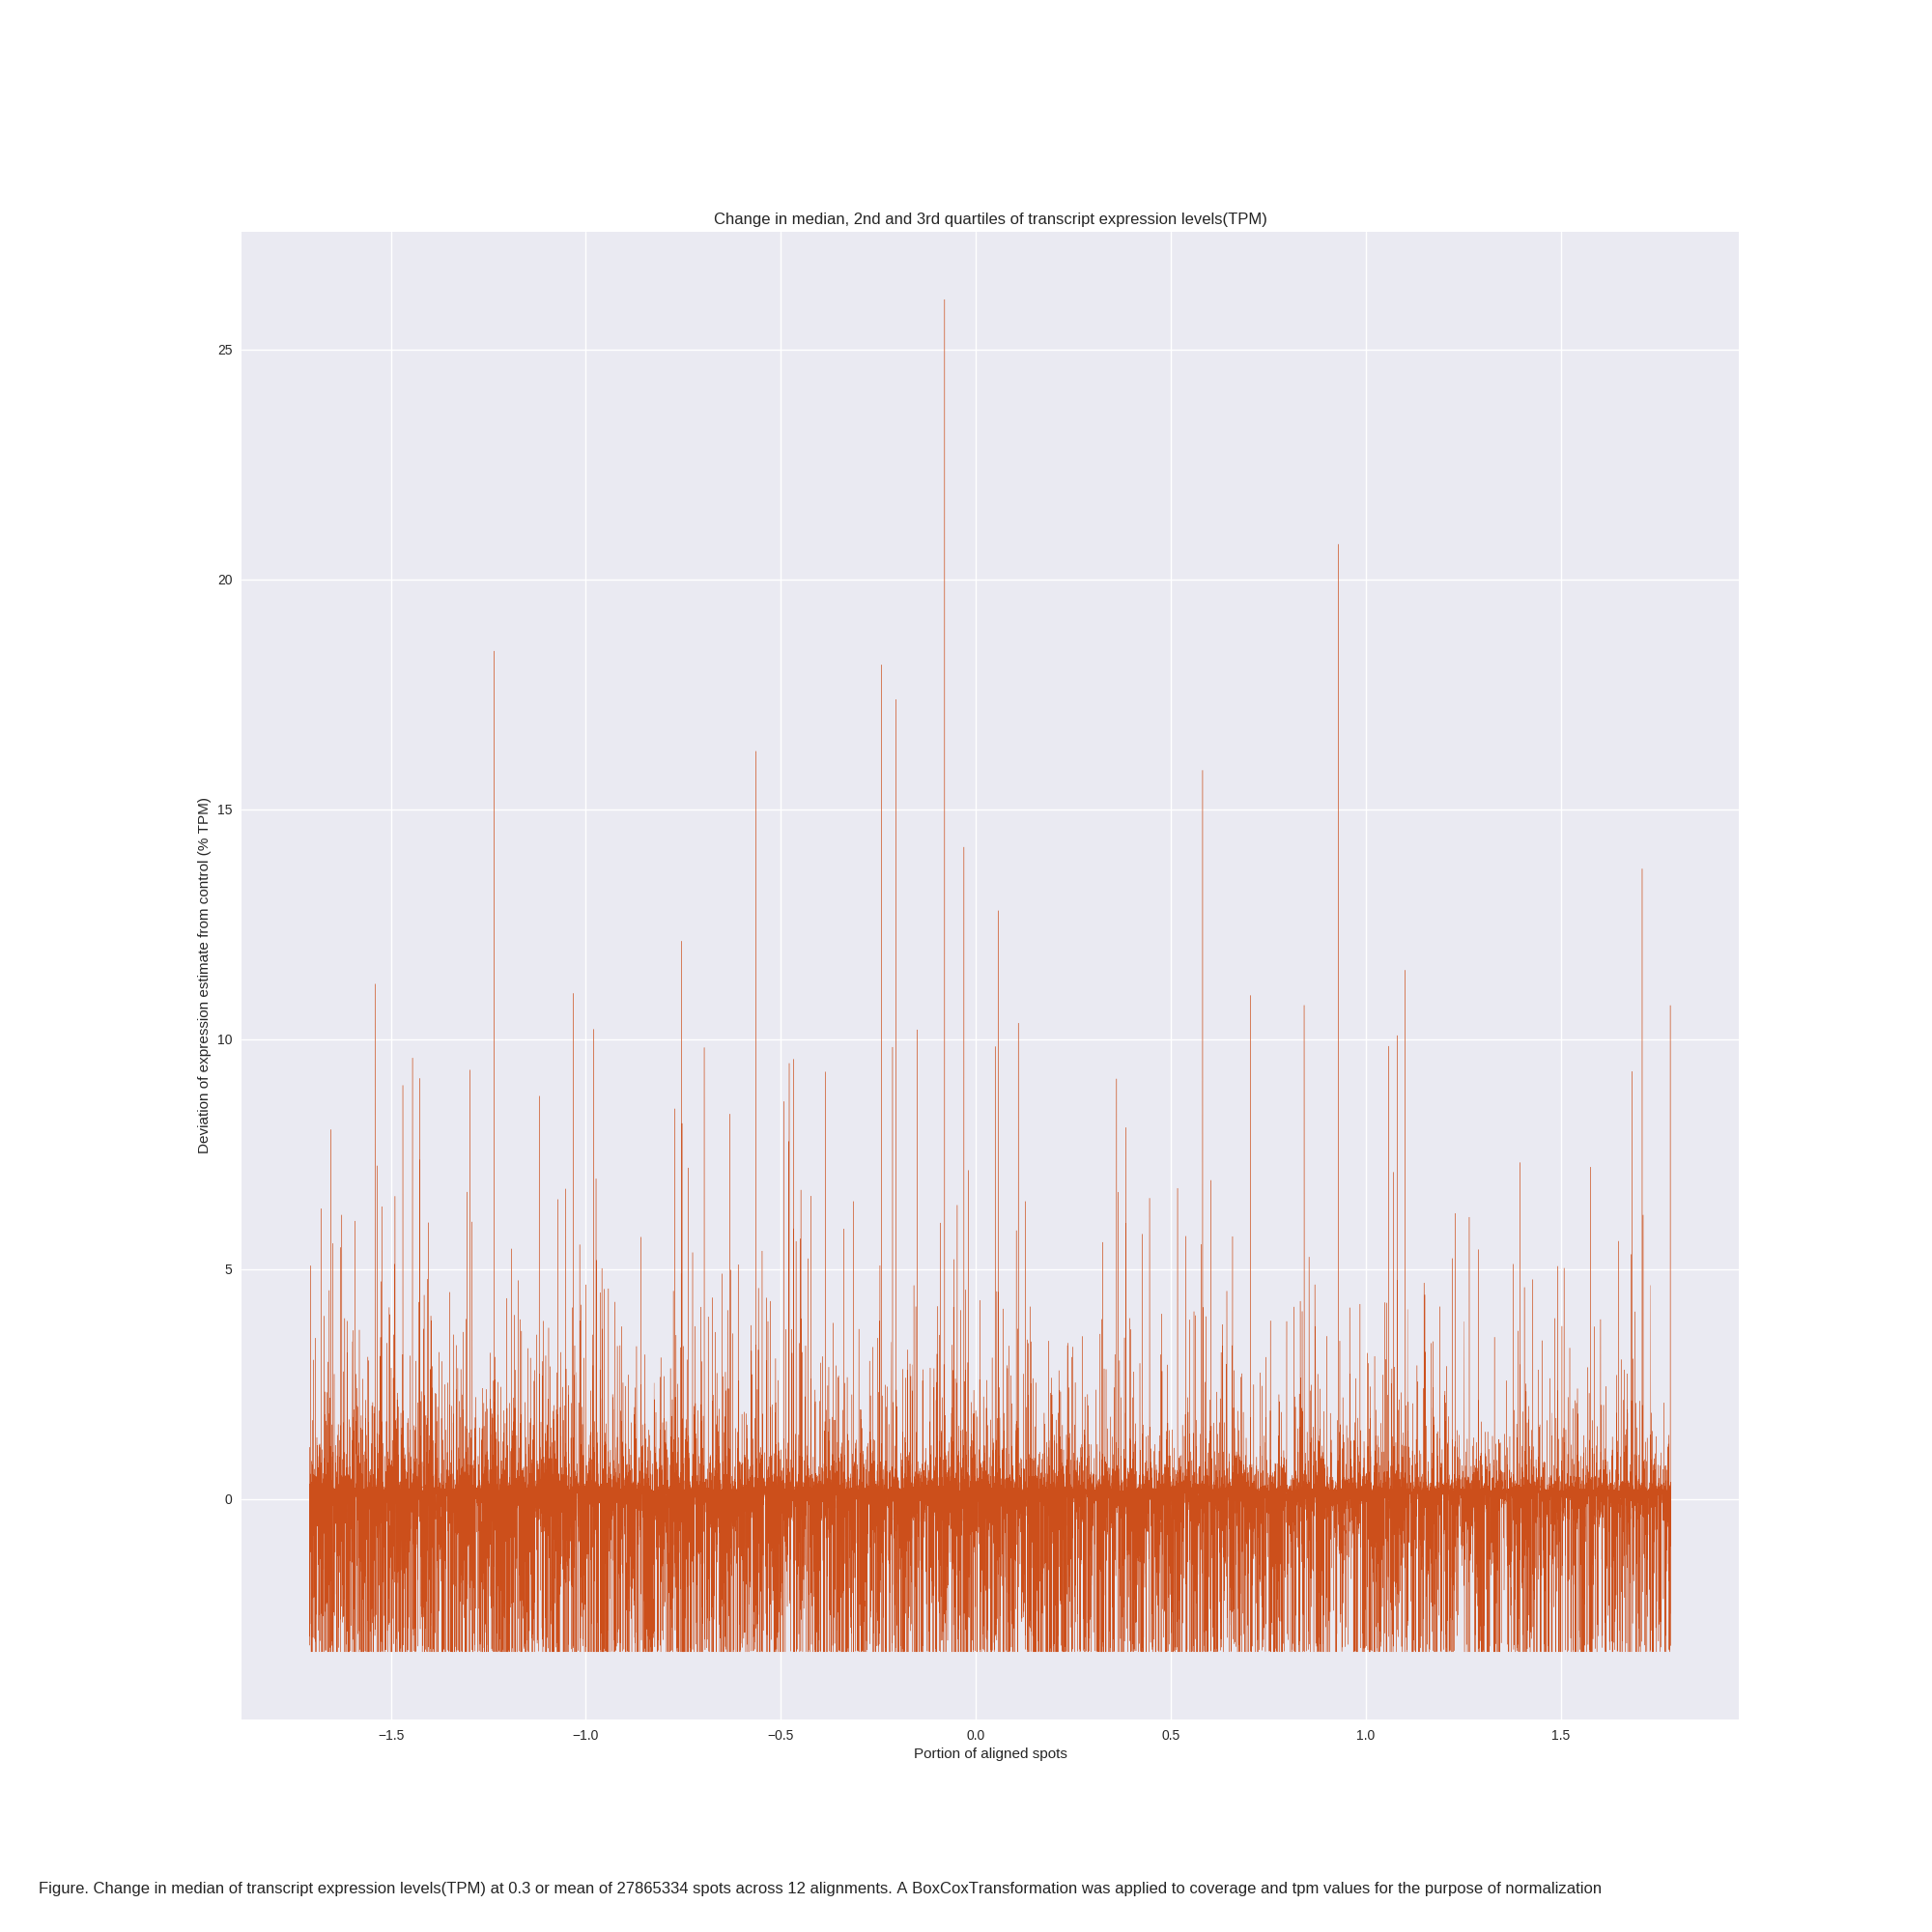 Change in median, 2nd and 3rd quartiles of transcript expression levels(TPM)
25
20
15
10
5
0
Deviation of expression estimate from control (% TPM)
−1.5 −1.0 −0.5 0.0 0.5 1.0 1.5
Portion of aligned spots
Figure. Change in median of transcript expression levels(TPM) at 0.3 or mean of 27865334 spots across 12 alignments. A BoxCoxTransformation was applied to coverage and tpm values for the purpose of normalization